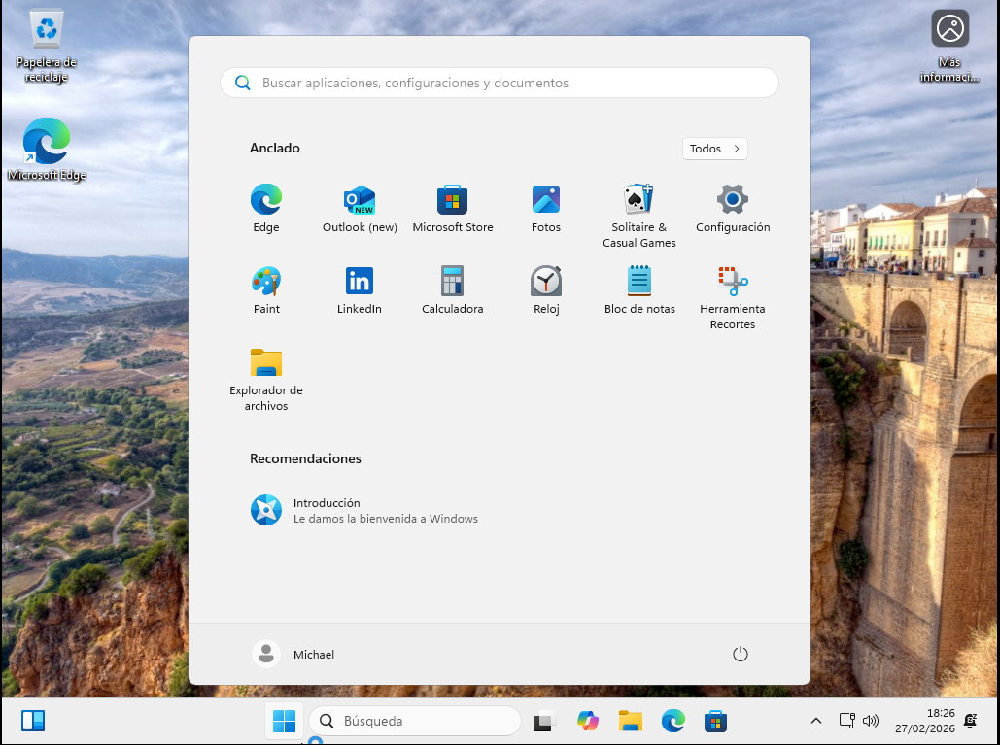 Papelera de
reciclaje
Microsoft Edge
Más
informaci...
Buscar aplicaciones, configuraciones y documentos
Anclado
Todos
Edge
Outlook (new)
Microsoft Store
Fotos
Solitaire &
Casual Games
Configuración
Paint
LinkedIn
Calculadora
Reloj
Bloc de notas
Herramienta
Recortes
Explorador de
archivos
Recomendaciones
Introducción
Le damos la bienvenida a Windows
Michael
Búsqueda
18:26
27/02/2026